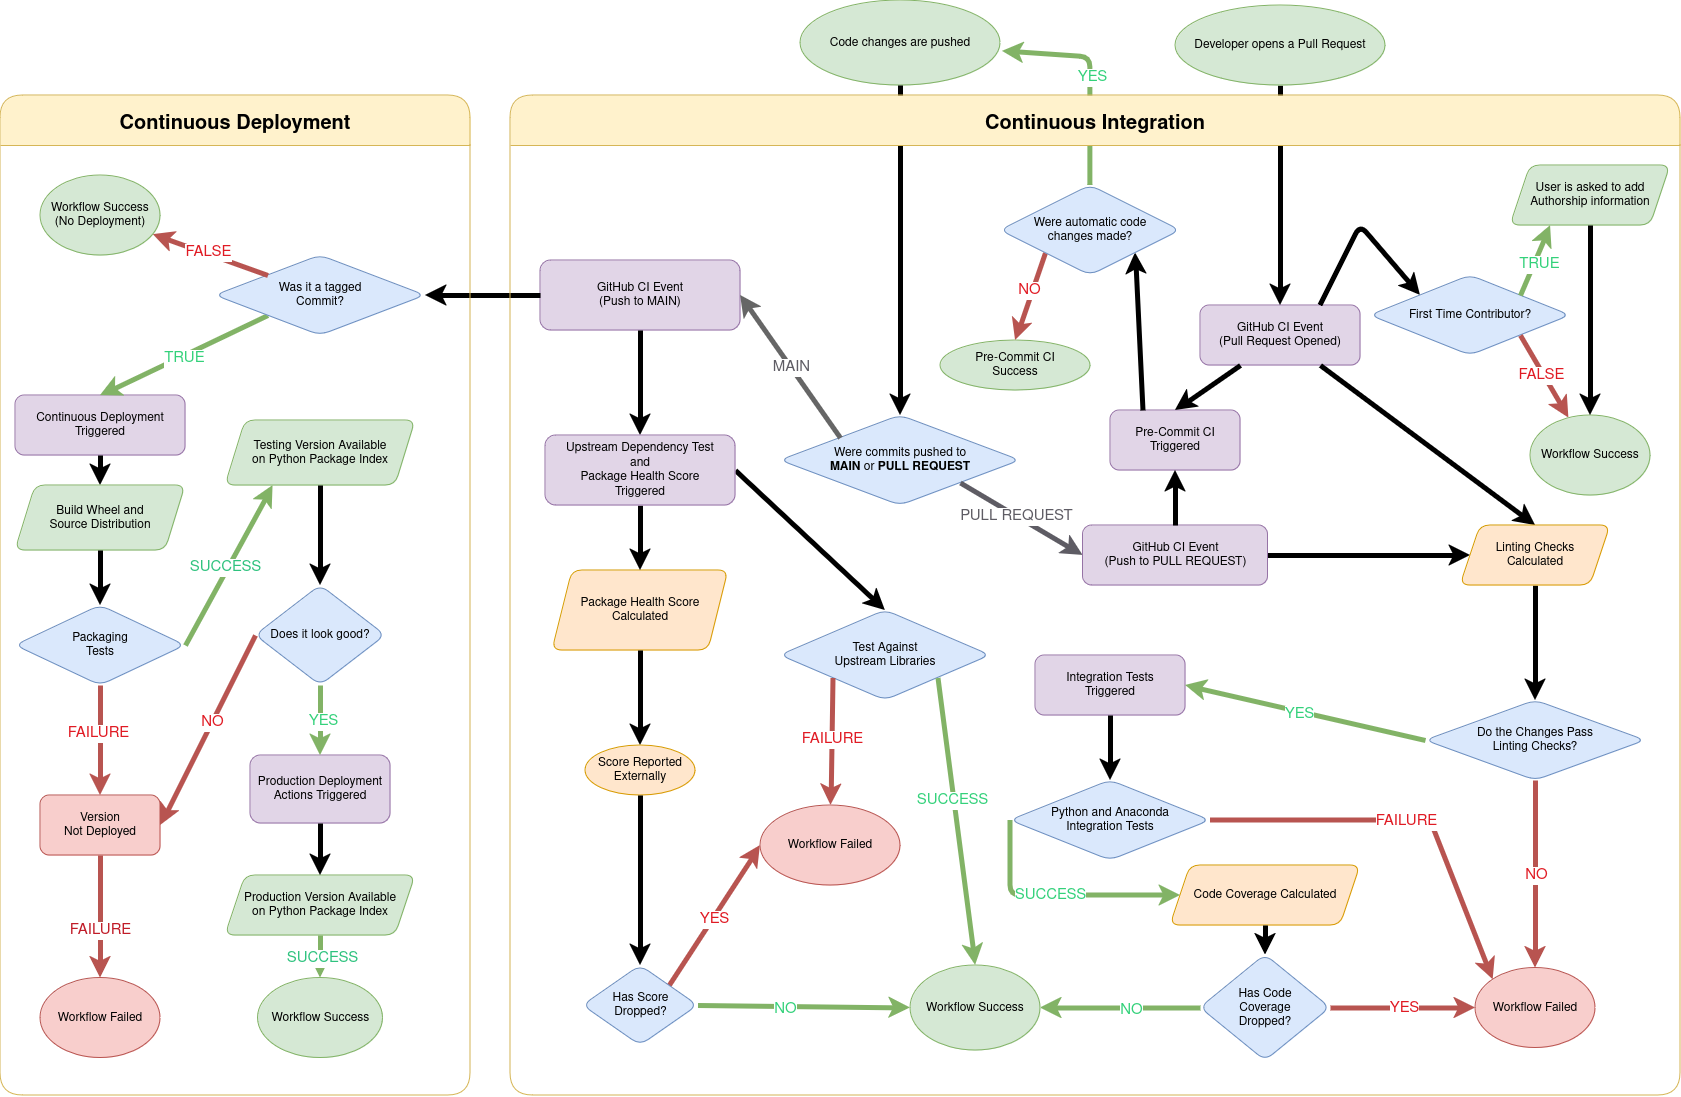 Code changes are pushed
Developer opens a Pull Request
YES
Continuous Deployment
Continuous Integration
Workflow Success
(No Deployment)
FALSE
Was it a tagged
Commit?
TRUE
Continuous Deployment
Triggered
Build Wheel and
Source Distribution
Packaging
Tests
SUCCESS
Testing Version Available
on Python Package Index
Does it look good?
NO
FAILURE
YES
Version
Not Deployed
Production Deployment
Actions Triggered
Production Version Available
on Python Package Index
FAILURE
SUCCESS
Workflow Failed
Workflow Success
GitHub CI Event
(Push to MAIN)
MAIN
Were commits pushed to
MAIN or PULL REQUEST
PULL REQUEST
Upstream Dependency Test
and
Package Health Score
Triggered
Package Health Score
Calculated
Score Reported
Externally
Has Score
Dropped?
YES
NO
Test Against
Upstream Libraries
FAILURE
SUCCESS
Workflow Failed
Workflow Success
Were automatic code
changes made?
NO
Pre-Commit CI
Success
Pre-Commit CI
Triggered
GitHub CI Event
(Pull Request Opened)
GitHub CI Event
(Push to PULL REQUEST)
First Time Contributor?
TRUE
User is asked to add
Authorship information
FALSE
Workflow Success
Linting Checks
Calculated
Do the Changes Pass
Linting Checks?
YES
NO
Integration Tests
Triggered
Python and Anaconda
Integration Tests
FAILURE
SUCCESS
Code Coverage Calculated
Has Code
Coverage
Dropped?
NO
YES
Workflow Failed